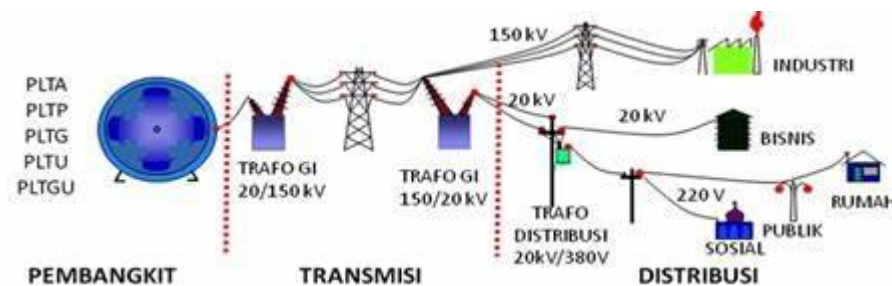 PLTA
PLTP
PLTG
PLTU
PLTGU
TRAFO GI
20/150 kV
TRAFO GI
150/20 kV
150 kV
INDUSTRI
20 kV
20 kV
BISNIS
TRAFO
DISTRIBUSI
20kV/380V
220 V
SOSIAL
PUBLIK
RUMAH
PEMBANGKIT
TRANSMISI
DISTRIBUSI